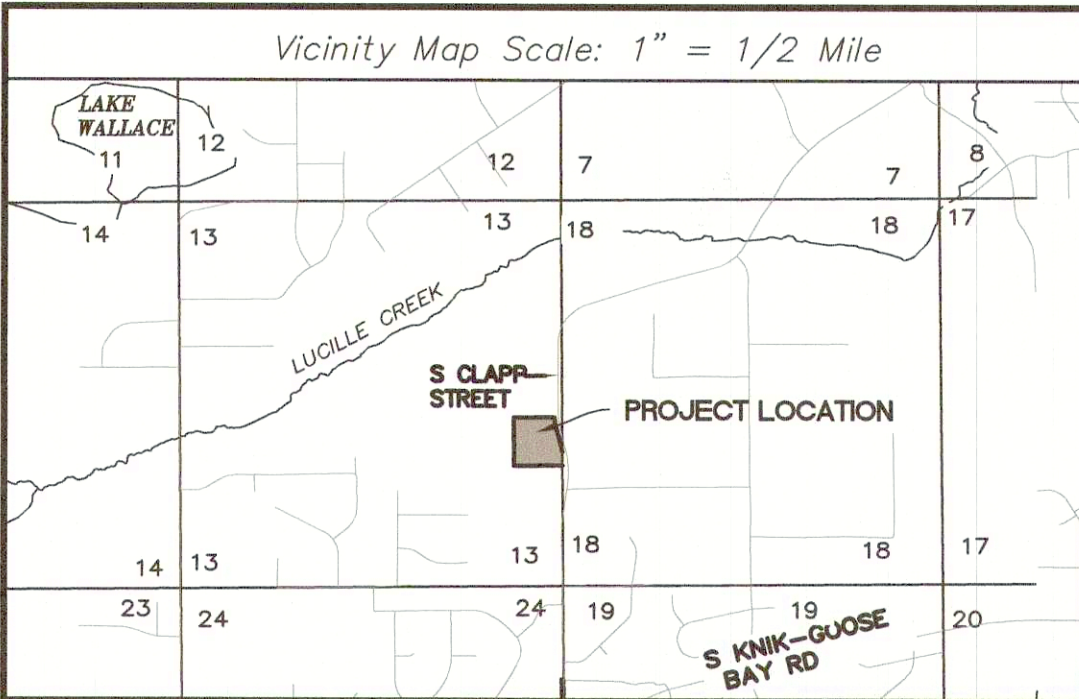 Vicinity Map Scale: 1" = 1/2 Mile
LAKE
WALLACE
11
12
12
7
7
8
14
13
13
18
18
17
LUCILLE CREEK
S CLAPP
STREET
PROJECT LOCATION
14
13
13
18
18
17
23
24
24
19
19
20
S KNIK-GOOSE
BAY RD